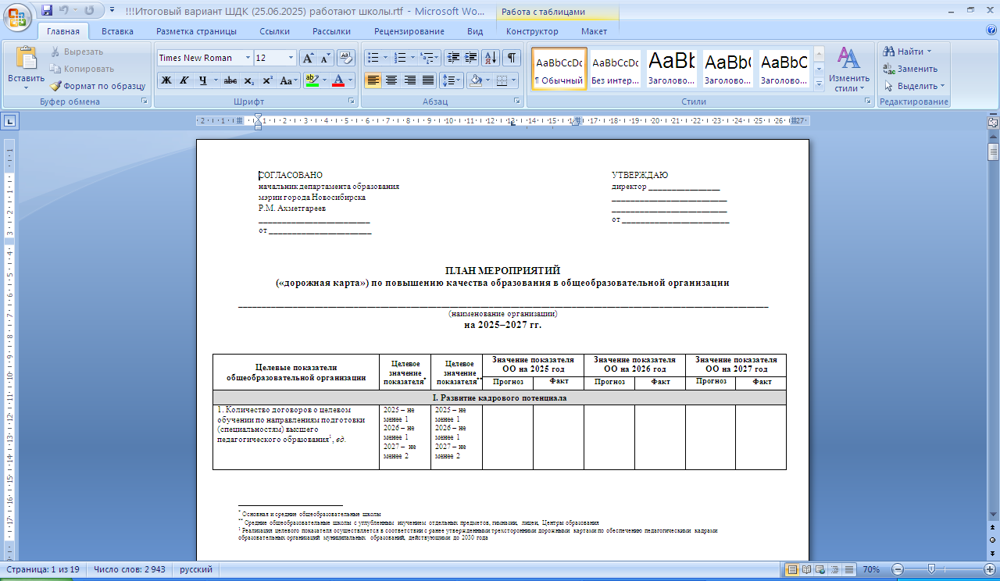 !!!Итоговый вариант ШДК (25.06.2025) работают школы.rtf - Microsoft Wo...
Работа с таблицами
Главная Вставка Разметка страницы Ссылки Рассылки Рецензирование Вид Конструктор Макет
Вставить
Вырезать
Копировать
Формат по образцу
Буфер обмена
Times New Roman 12
Ж К Ч abc x₂ x² Aa ab A
Шрифт
Абзац
AaBbCcDc AaBbCcDc AaBb AaBbC AaBbC
¶ Обычный Без интер... Заголово... Заголово... Заголово...
Изменить стили
Стили
Найти
Заменить
Выделить
Редактирование
2 1 1 2 3 4 5 6 7 8 9 10 11 12 13 14 15 17 18 19 20 21 22 23 24 25 26 27
СОГЛАСОВАНО
начальник департамента образования
мэрии города Новосибирска
Р.М. Ахметгареев
_______________________
от ______________________
УТВЕРЖДАЮ
директор _______________
_________________________
_________________________
от _______________________
ПЛАН МЕРОПРИЯТИЙ
(«дорожная карта») по повышению качества образования в общеобразовательной организации
(наименование организации)
на 2025–2027 гг.
Целевые показатели
общеобразовательной организации
Целевое
значение
показателя*
Целевое
значение
показателя**
Значение показателя
ОО на 2025 год
Значение показателя
ОО на 2026 год
Значение показателя
ОО на 2027 год
Прогноз Факт Прогноз Факт Прогноз Факт
I. Развитие кадрового потенциала
1. Количество договоров о целевом
обучении по направлениям подготовки
(специальностям) высшего
педагогического образования¹, ед.
2025 – не
менее 1
2026 – не
менее 1
2027 – не
менее 2
2025 – не
менее 1
2026 – не
менее 1
2027 – не
менее 2
* Основная и средние общеобразовательные школы
** Средние общеобразовательные школы с углубленным изучением отдельных предметов, гимназии, лицеи, Центры образования
¹ Реализация целевого показателя осуществляется в соответствии с ранее утвержденными трехсторонними дорожными картами по обеспечению педагогическими кадрами
образовательных организаций муниципальных образований, действующими до 2030 года
Страница: 1 из 19 Число слов: 2 943 русский 70%